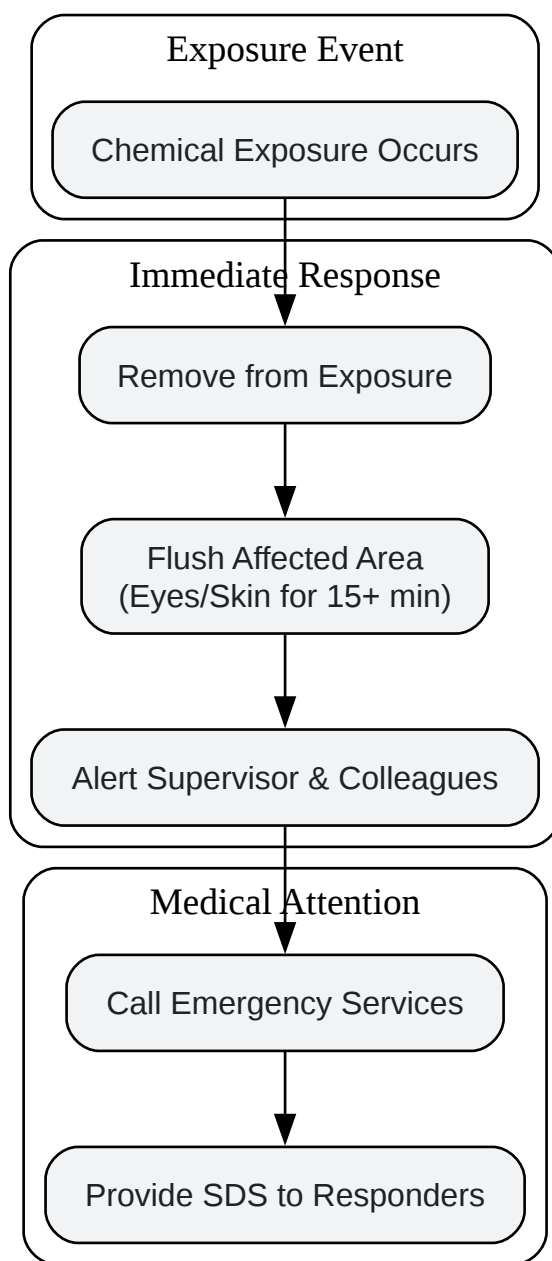 Exposure Event
Chemical Exposure Occurs
Immediate Response
Remove from Exposure
Flush Affected Area
(Eyes/Skin for 15+ min)
Alert Supervisor & Colleagues
Medical Attention
Call Emergency Services
Provide SDS to Responders